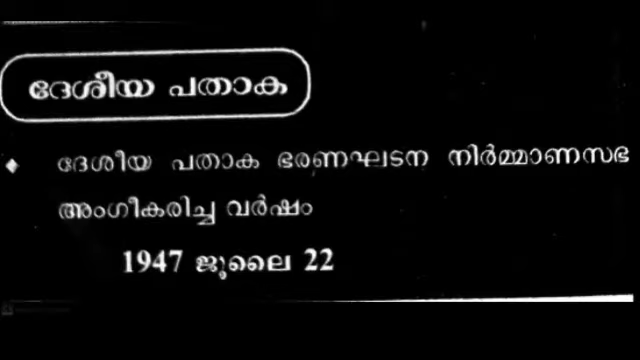 ദേശീയ പതാക
◆ ദേശീയ പതാക ഭരണഘടന നിർമ്മാണസഭ
അംഗീകരിച്ച വർഷം
1947 ജൂലൈ 22